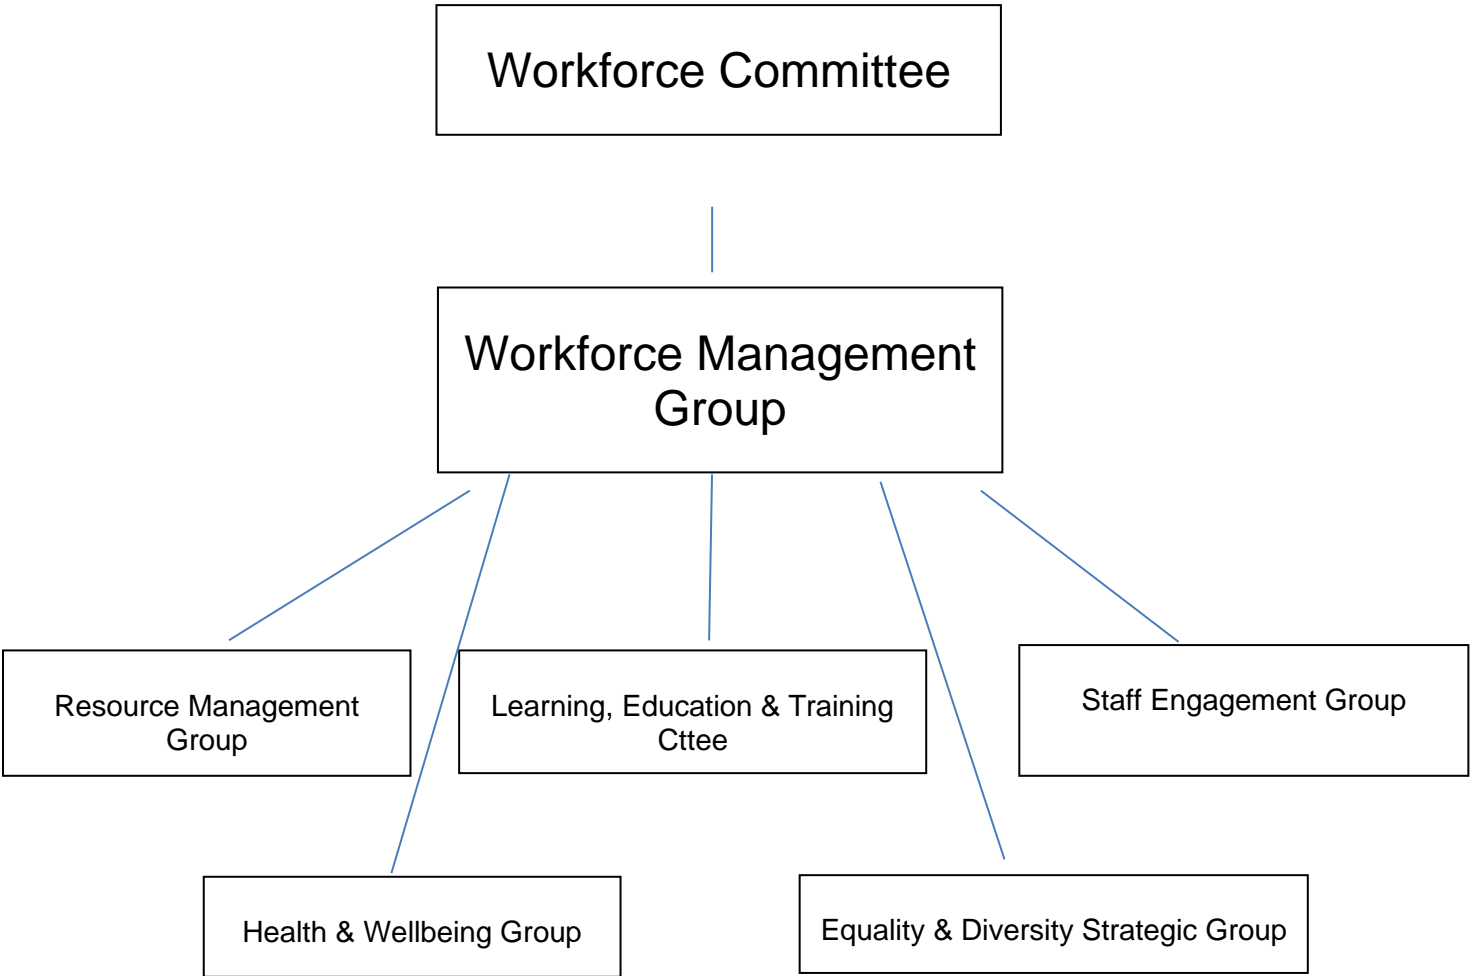 Workforce Committee
Workforce Management
Group
Resource Management
Group
Learning, Education & Training
Cttee
Staff Engagement Group
Health & Wellbeing Group
Equality & Diversity Strategic Group